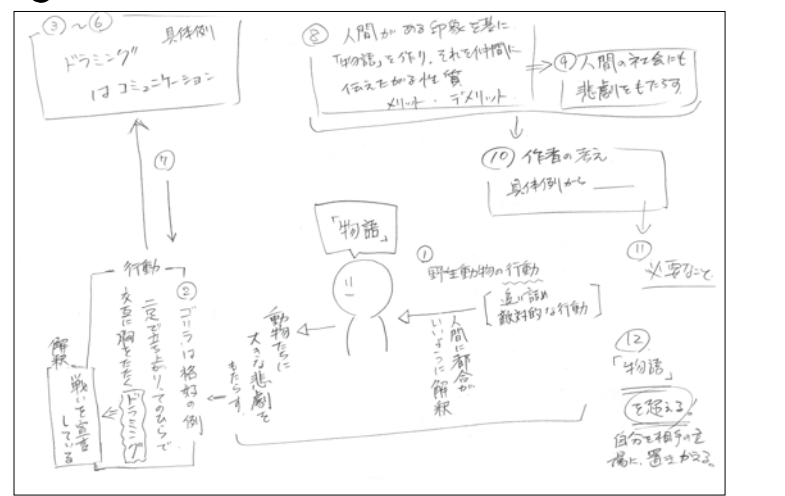 ③〜⑥
具体例
ドラミング
はコミュニケーション
⑦
⑧ 人間がある印象を基に
「物語」を作り、それを仲間に
伝えたがる性質
メリット・デメリット
⑨ 人間の社会にも
悲劇をもたらす
⑩ 作者の考え
具体例から
⑪
必要なこと
「物語」
① 野生動物の行動
追い詰め
敵対的な行動
人間に都合が
いいように解釈
動物たちに
大きな悲劇を
もたらす
行動
② ゴリラは格好の例
二足で立ち上がり、てのひらで
交互に胸をたたく
ドラミング
解釈
戦いを宣言
している
⑫
「物語」
を超える。
自分を相手の立
場に、置きかえる。